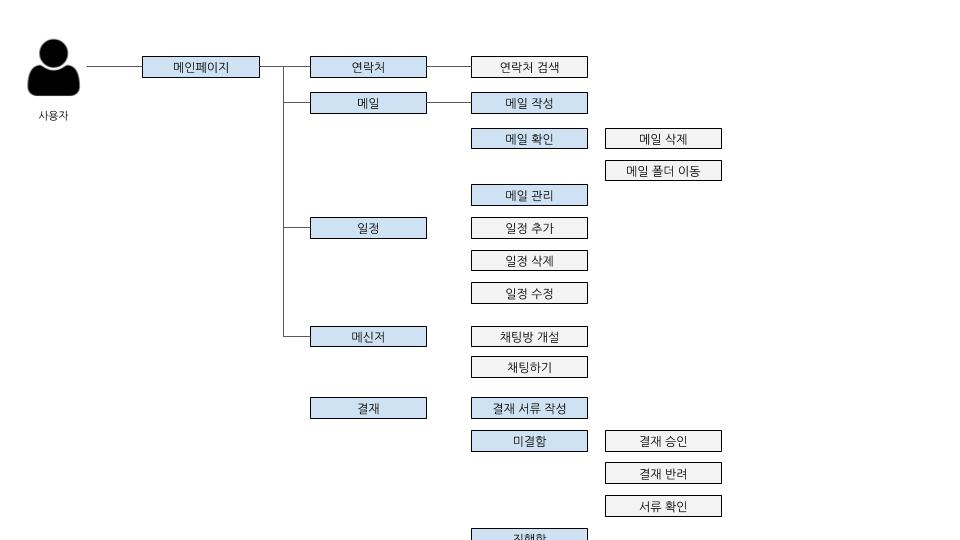 메인페이지
연락처
연락처 검색
사용자
메일
메일 작성
메일 확인
메일 삭제
메일 폴더 이동
메일 관리
일정
일정 추가
일정 삭제
일정 수정
메신저
채팅방 개설
채팅하기
결재
결재 서류 작성
미결함
결재 승인
결재 반려
서류 확인
진행함